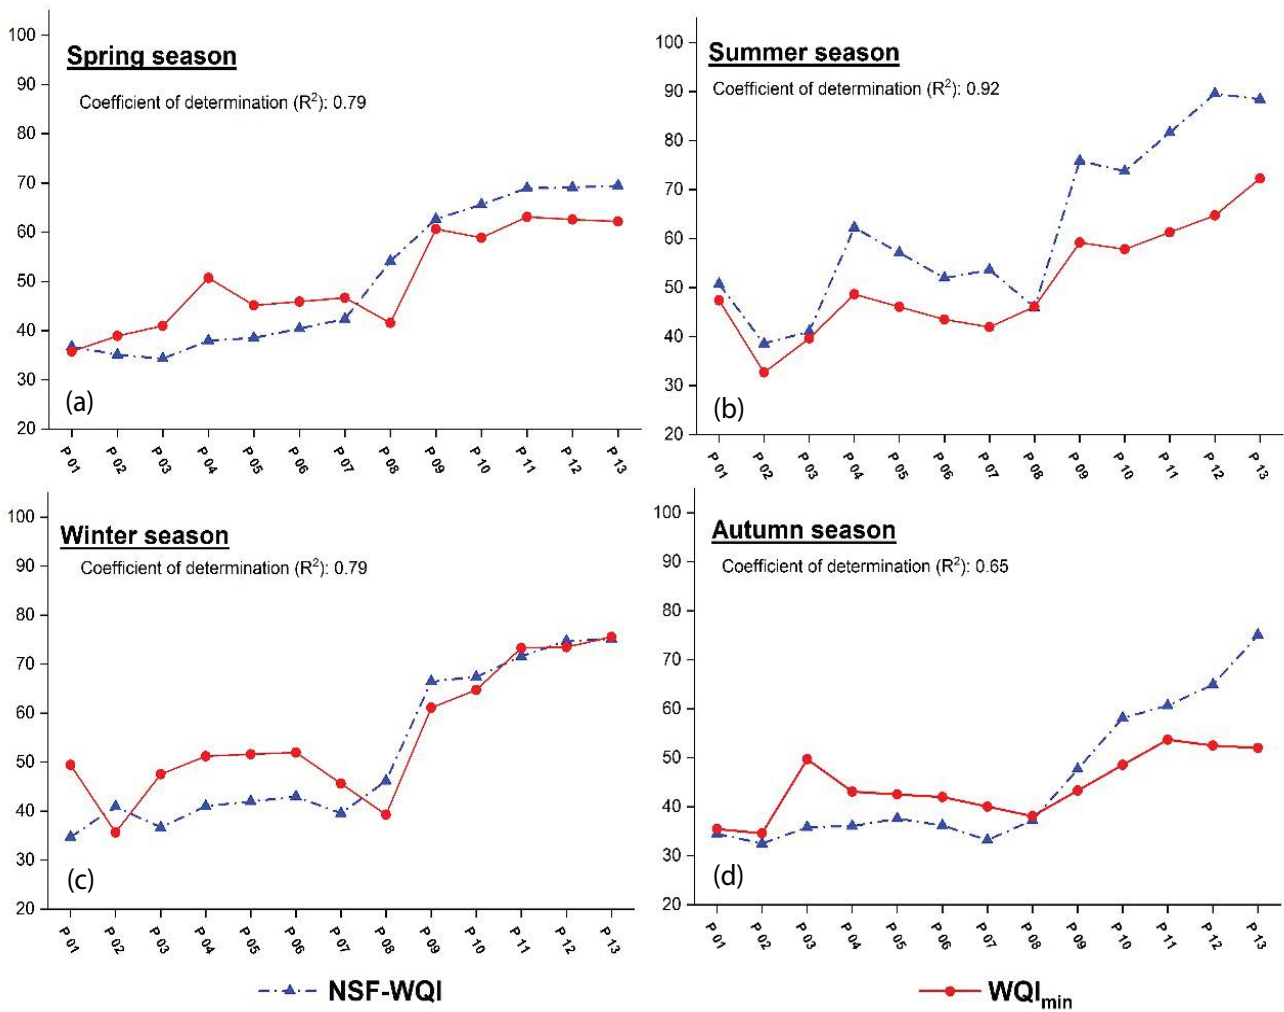 Spring season
Coefficient of determination (R²): 0.79
100
90
80
70
60
50
40
30
20
(a)
P 01 P 02 P 03 P 04 P 05 P 06 P 07 P 08 P 09 P 10 P 11 P 12 P 13
Summer season
Coefficient of determination (R²): 0.92
100
90
80
70
60
50
40
30
20
(b)
P 01 P 02 P 03 P 04 P 05 P 06 P 07 P 08 P 09 P 10 P 11 P 12 P 13
Winter season
Coefficient of determination (R²): 0.79
100
90
80
70
60
50
40
30
20
(c)
P 01 P 02 P 03 P 04 P 05 P 06 P 07 P 08 P 09 P 10 P 11 P 12 P 13
Autumn season
Coefficient of determination (R²): 0.65
100
90
80
70
60
50
40
30
20
(d)
P 01 P 02 P 03 P 04 P 05 P 06 P 07 P 08 P 09 P 10 P 11 P 12 P 13
NSF-WQI
WQImin